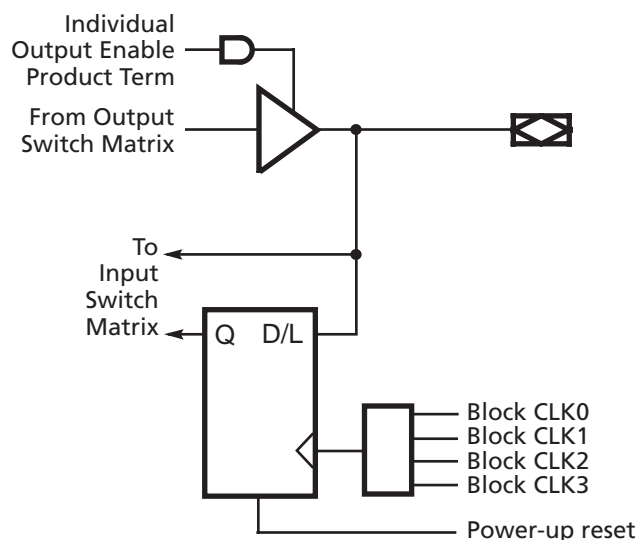 Individual
Output Enable
Product Term
From Output
Switch Matrix
To
Input
Switch
Matrix
Q D/L
Block CLK0
Block CLK1
Block CLK2
Block CLK3
Power-up reset